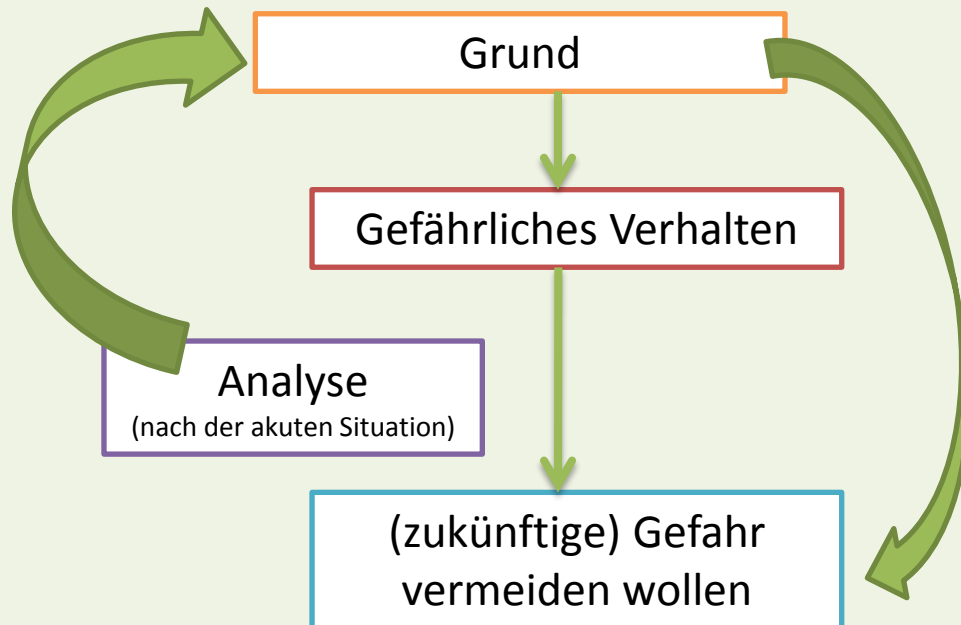 Grund
Gefährliches Verhalten
Analyse
(nach der akuten Situation)
(zukünftige) Gefahr
vermeiden wollen